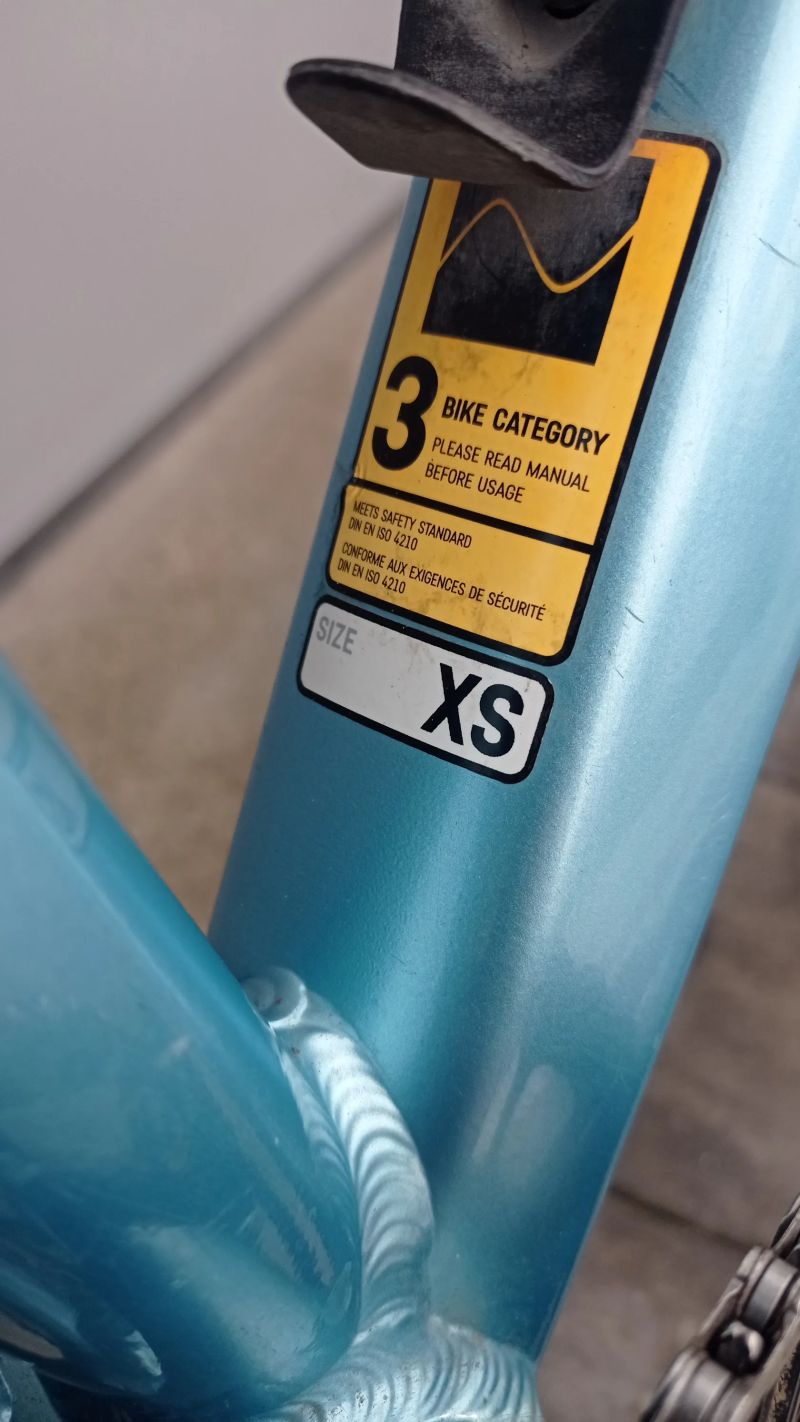 3 BIKE CATEGORY
PLEASE READ MANUAL
BEFORE USAGE
MEETS SAFETY STANDARD
DIN EN ISO 4210
CONFORME AUX EXIGENCES DE SÉCURITÉ
DIN EN ISO 4210
SIZE
XS